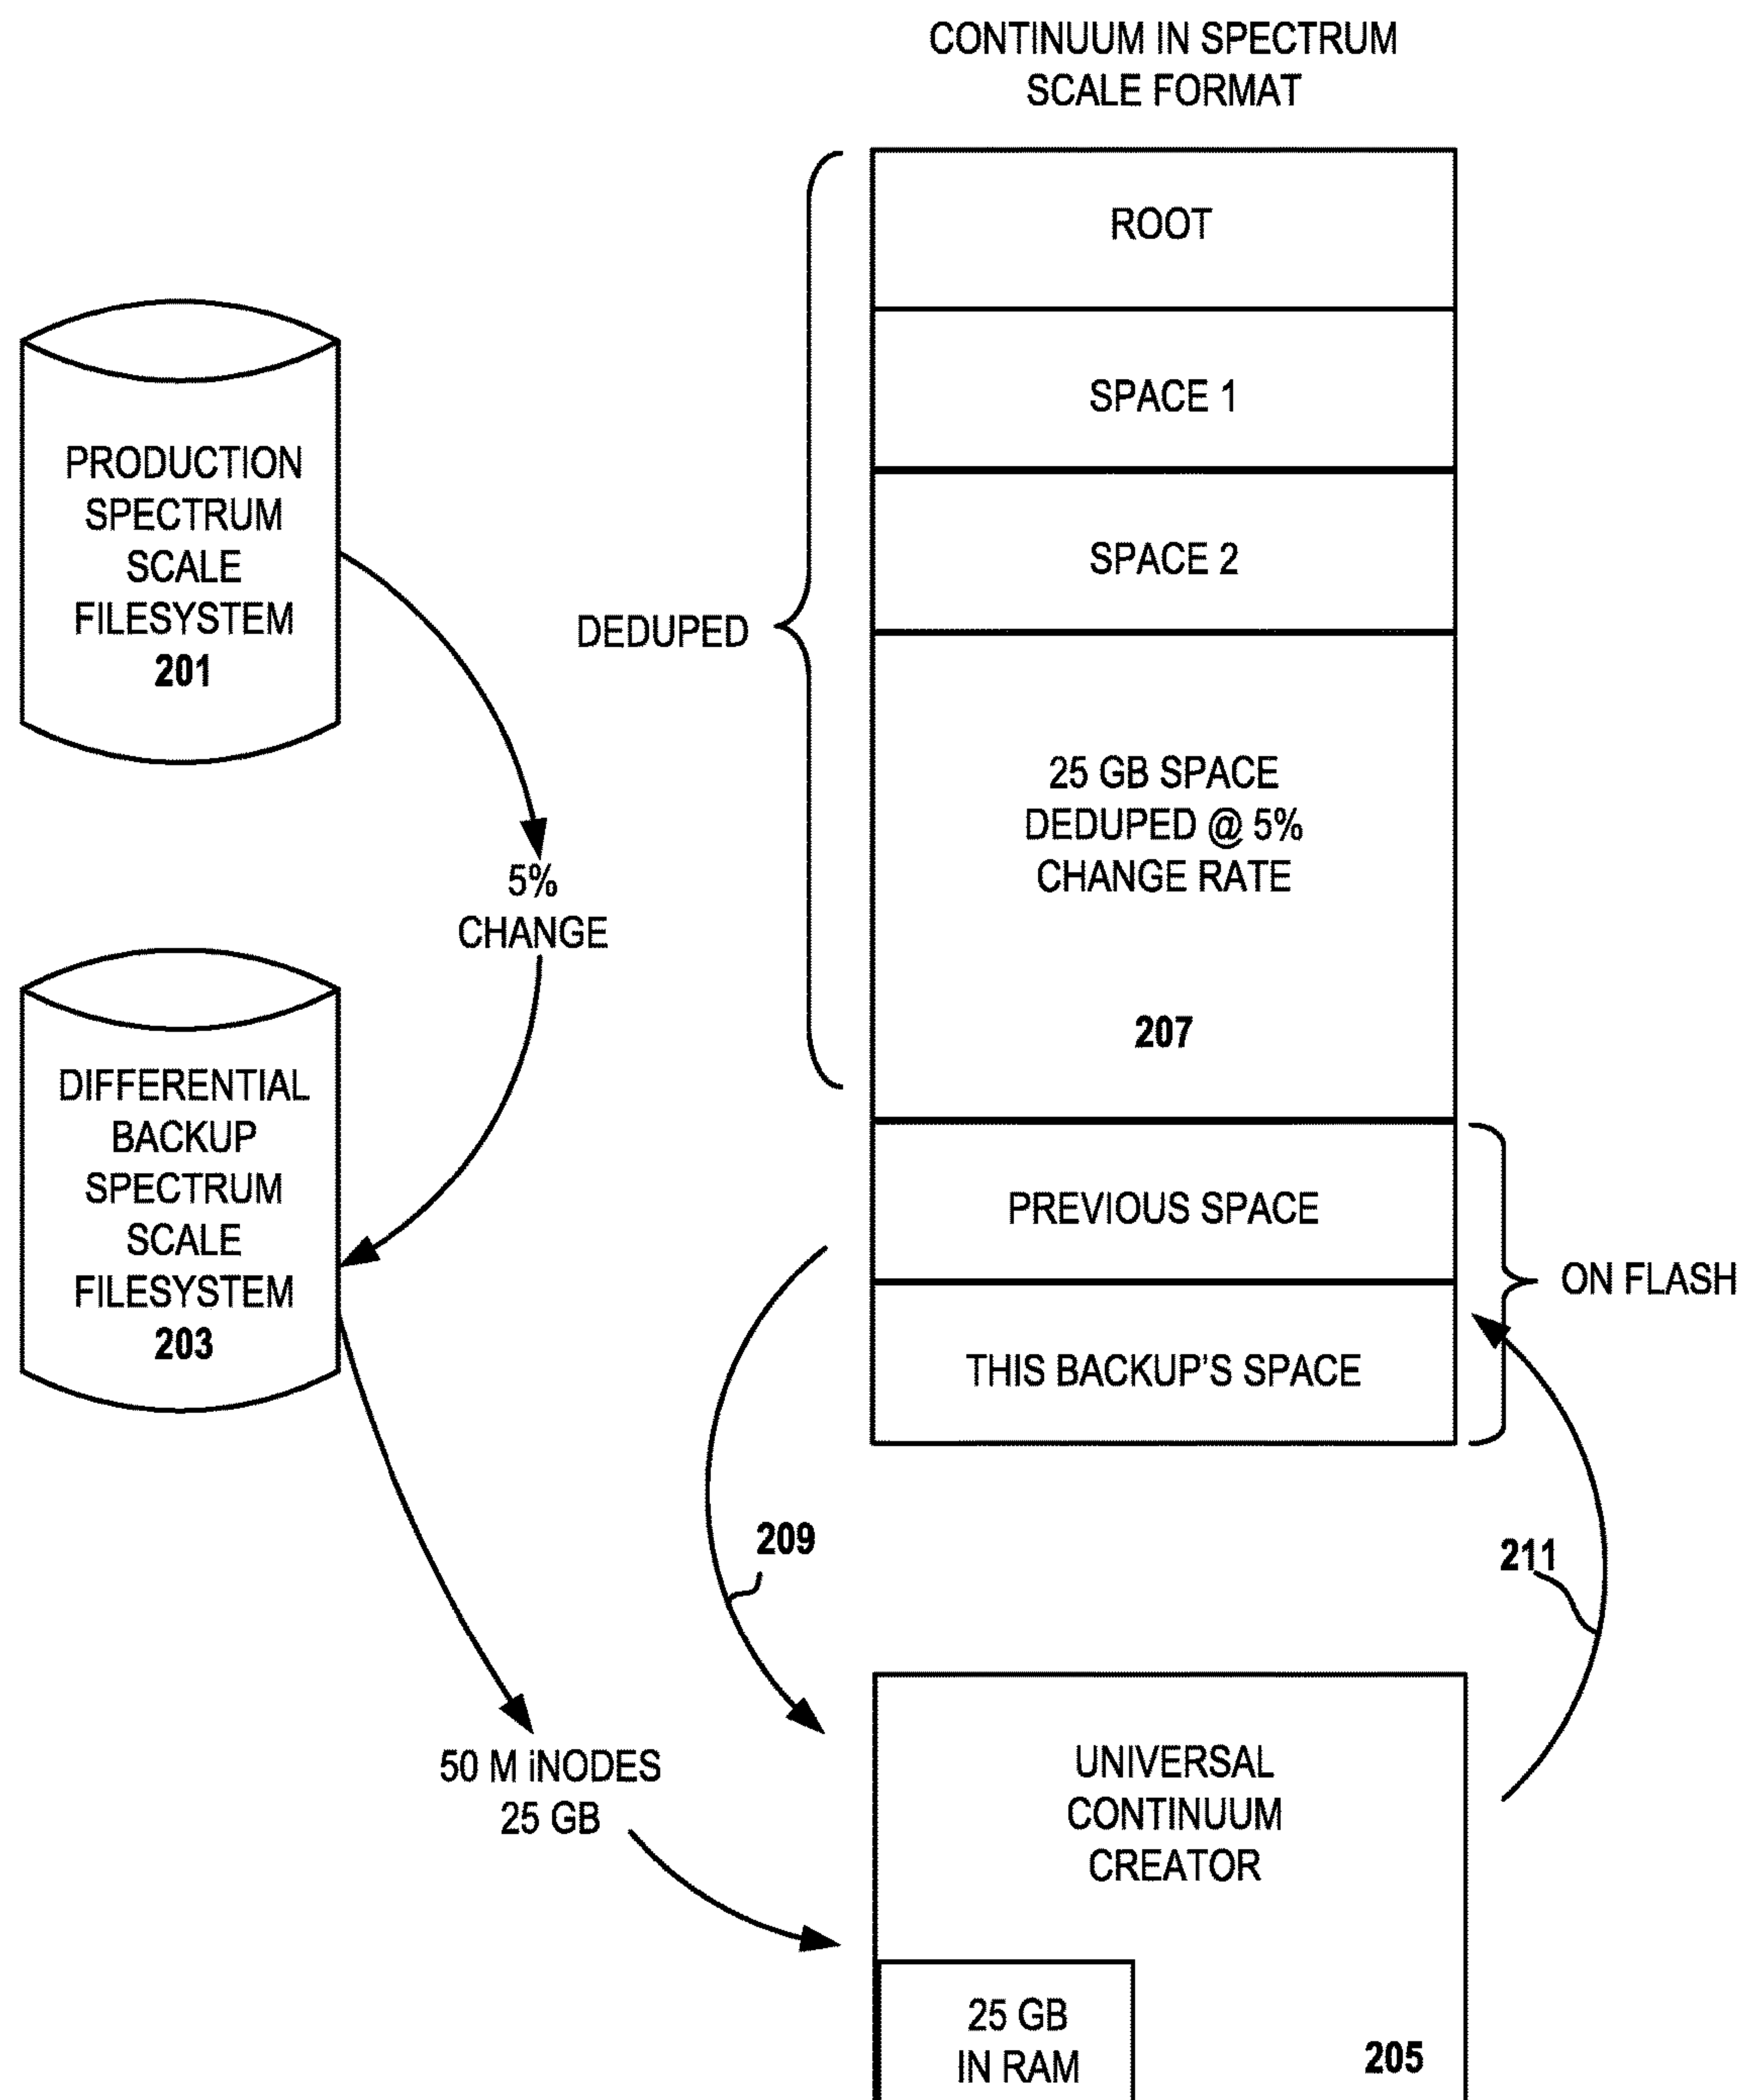 CONTINUUM IN SPECTRUM
SCALE FORMAT
ROOT
SPACE 1
SPACE 2
25 GB SPACE
DEDUPED @ 5%
CHANGE RATE
207
PREVIOUS SPACE
THIS BACKUP'S SPACE
DEDUPED
ON FLASH
PRODUCTION
SPECTRUM
SCALE
FILESYSTEM
201
5%
CHANGE
DIFFERENTIAL
BACKUP
SPECTRUM
SCALE
FILESYSTEM
203
209
211
50 M iNODES
25 GB
UNIVERSAL
CONTINUUM
CREATOR
25 GB
IN RAM
205